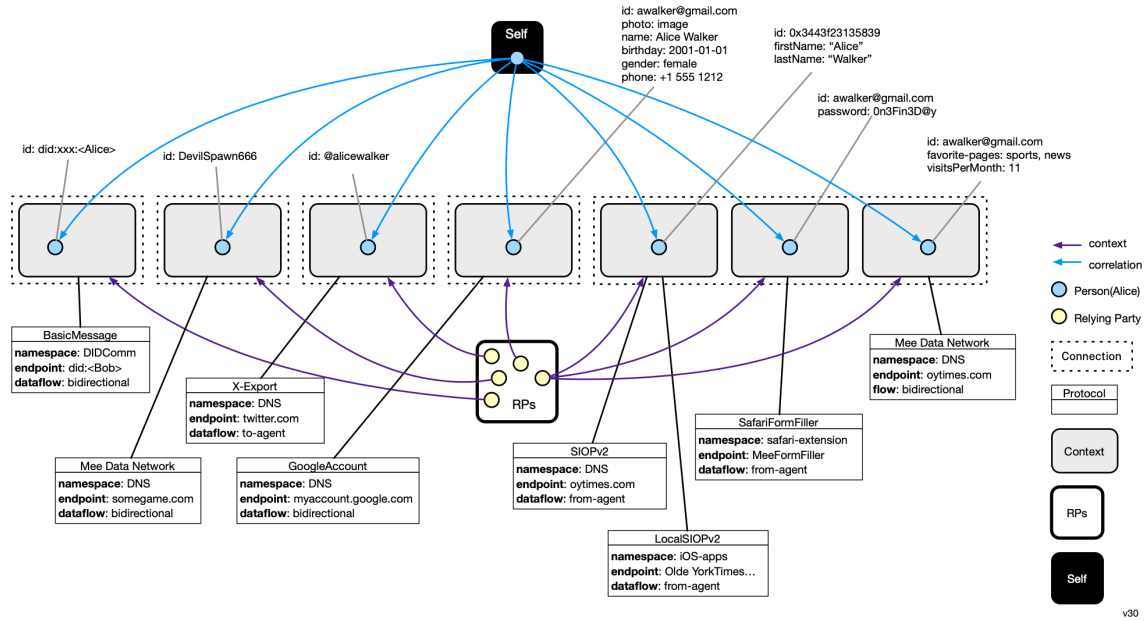 Self
id: awalker@gmail.com
photo: image
name: Alice Walker
birthday: 2001-01-01
gender: female
phone: +1 555 1212
id: 0x3443f23135839
firstName: “Alice”
lastName: “Walker”
id: awalker@gmail.com
password: 0n3Fin3D@y
id: awalker@gmail.com
favorite-pages: sports, news
visitsPerMonth: 11
id: did:xxx:<Alice>
id: DevilSpawn666
id: @alicewalker
BasicMessage
namespace: DIDComm
endpoint: did:<Bob>
dataflow: bidirectional
Mee Data Network
namespace: DNS
endpoint: somegame.com
dataflow: bidirectional
X-Export
namespace: DNS
endpoint: twitter.com
dataflow: to-agent
GoogleAccount
namespace: DNS
endpoint: myaccount.google.com
dataflow: bidirectional
RPs
SIOPv2
namespace: DNS
endpoint: oytimes.com
dataflow: from-agent
LocalSIOPv2
namespace: iOS-apps
endpoint: Olde YorkTimes...
dataflow: from-agent
SafariFormFiller
namespace: safari-extension
endpoint: MeeFormFiller
dataflow: from-agent
Mee Data Network
namespace: DNS
endpoint: oytimes.com
flow: bidirectional
context
correlation
Person(Alice)
Relying Party
Connection
Protocol
Context
RPs
Self
v30